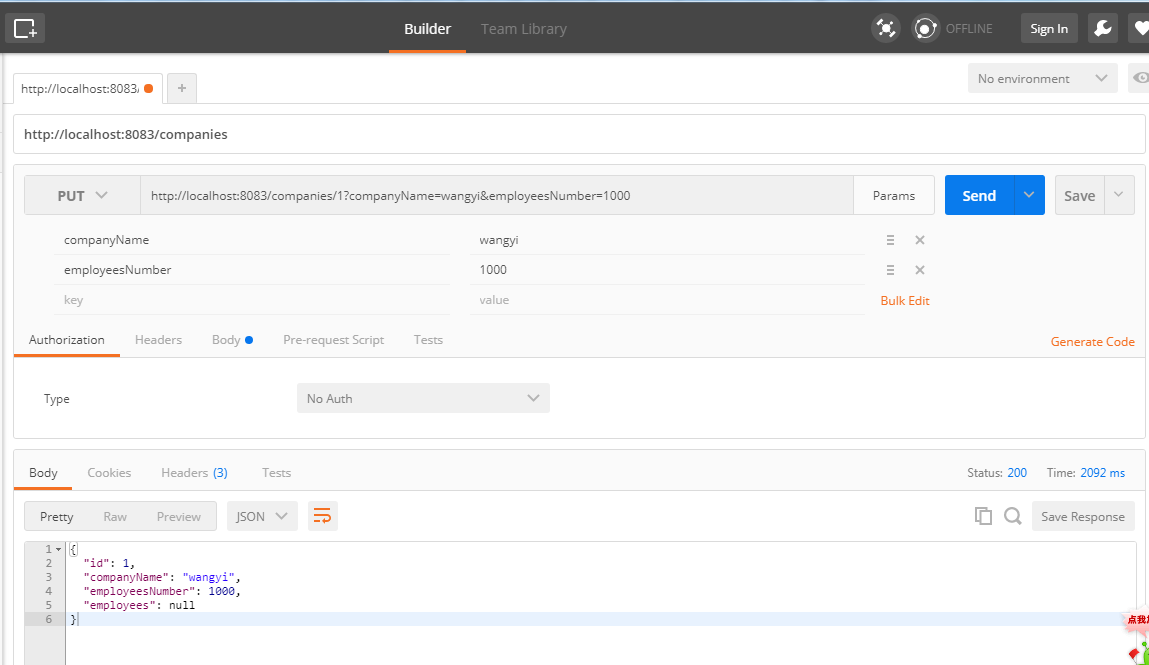 Builder Team Library OFFLINE Sign In
No environment
http://localhost:8083/ +
http://localhost:8083/companies
PUT http://localhost:8083/companies/1?companyName=wangyi&employeesNumber=1000 Params Send Save
companyName wangyi
employeesNumber 1000
key value Bulk Edit
Authorization Headers Body Pre-request Script Tests Generate Code
Type No Auth
Body Cookies Headers (3) Tests Status: 200 Time: 2092 ms
Pretty Raw Preview JSON Save Response
1 {
2 "id": 1,
3 "companyName": "wangyi",
4 "employeesNumber": 1000,
5 "employees": null
6 }
点我